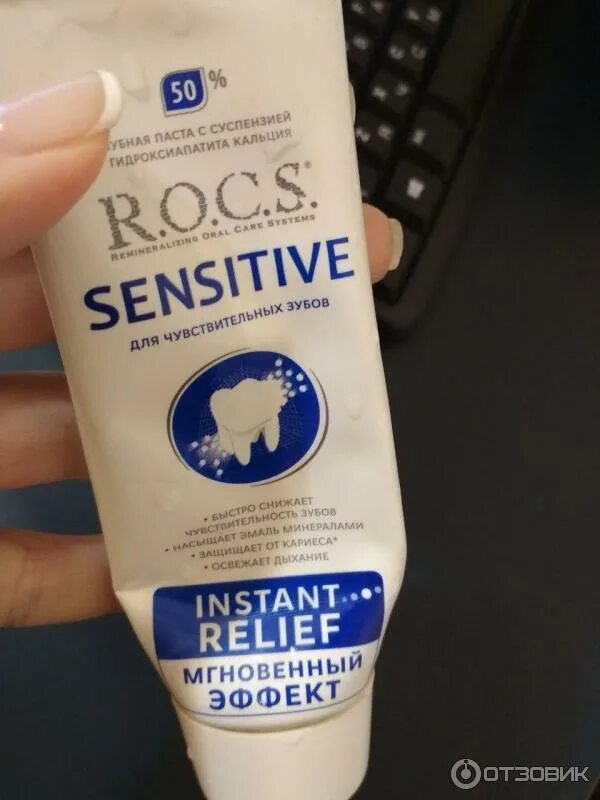 50 %
ЗУБНАЯ ПАСТА С СУСПЕНЗИЕЙ
ГИДРОКСИАПАТИТА КАЛЬЦИЯ
R.O.C.S.®
REMINERALIZING ORAL CARE SYSTEMS
SENSITIVE
ДЛЯ ЧУВСТВИТЕЛЬНЫХ ЗУБОВ
• БЫСТРО СНИЖАЕТ
ЧУВСТВИТЕЛЬНОСТЬ ЗУБОВ
• НАСЫЩАЕТ ЭМАЛЬ МИНЕРАЛАМИ
• ЗАЩИЩАЕТ ОТ КАРИЕСА*
• ОСВЕЖАЕТ ДЫХАНИЕ
INSTANT
RELIEF
МГНОВЕННЫЙ
ЭФФЕКТ
ОТЗОВИК